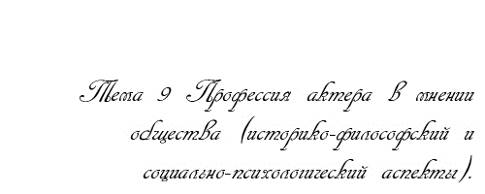 Тема 9 Профессия актера в мнении
общества (историко-философский и
социально-психологический аспекты).